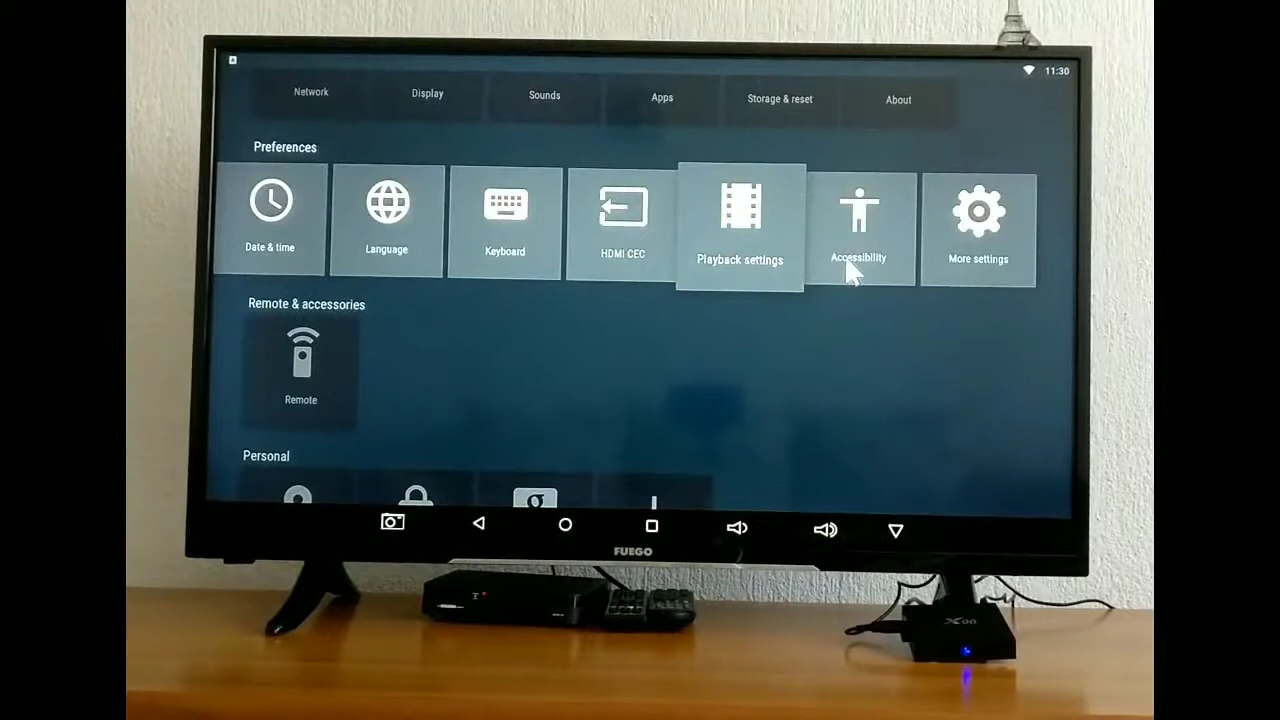 11:30
Network Display Sounds Apps Storage & reset About
Preferences
Date & time Language Keyboard HDMI CEC Playback settings Accessibility More settings
Remote & accessories
Remote
Personal
g
FUEGO